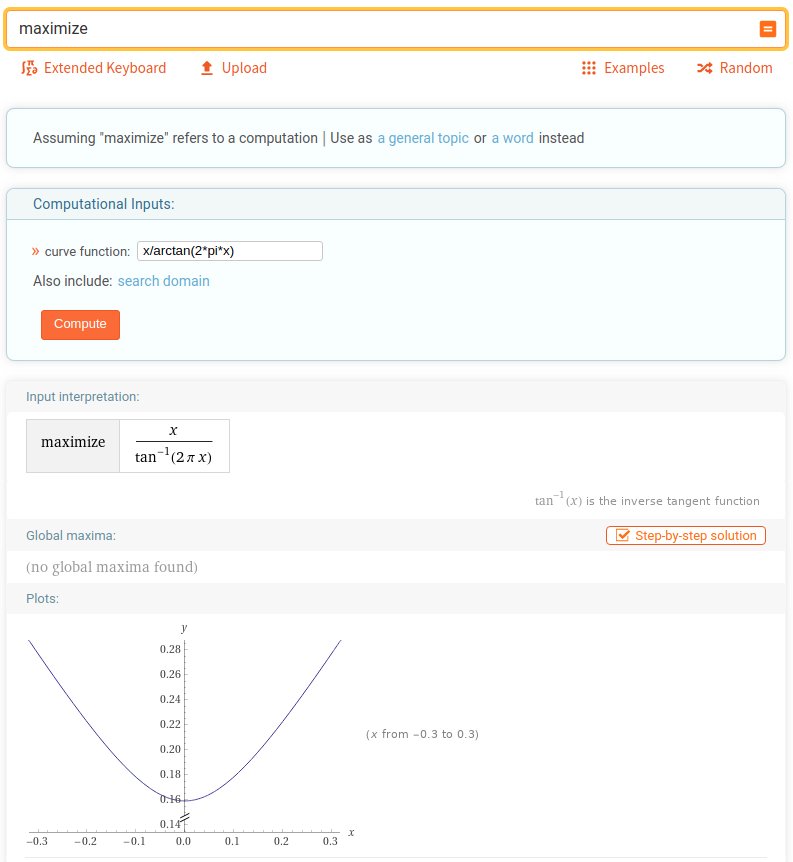 maximize
Extended Keyboard Upload Examples Random
Assuming "maximize" refers to a computation | Use as a general topic or a word instead
Computational Inputs:
» curve function: x/arctan(2*pi*x)
Also include: search domain
Compute
Input interpretation:
maximize x / tan⁻¹(2 π x)
tan⁻¹(x) is the inverse tangent function
Global maxima: Step-by-step solution
(no global maxima found)
Plots:
y
0.28
0.26
0.24
0.22
(x from −0.3 to 0.3)
0.20
0.18
0.16
0.14
x
−0.3 −0.2 −0.1 0.0 0.1 0.2 0.3